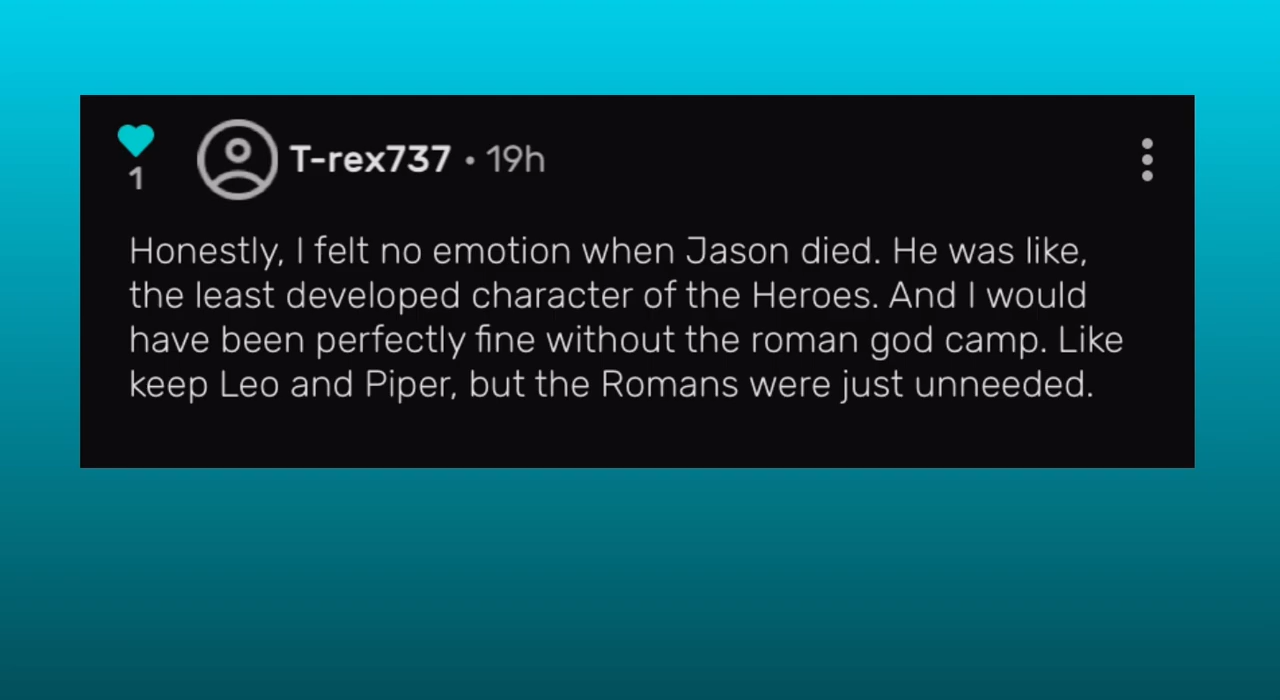 T-rex737 • 19h
1
Honestly, I felt no emotion when Jason died. He was like,
the least developed character of the Heroes. And I would
have been perfectly fine without the roman god camp. Like
keep Leo and Piper, but the Romans were just unneeded.